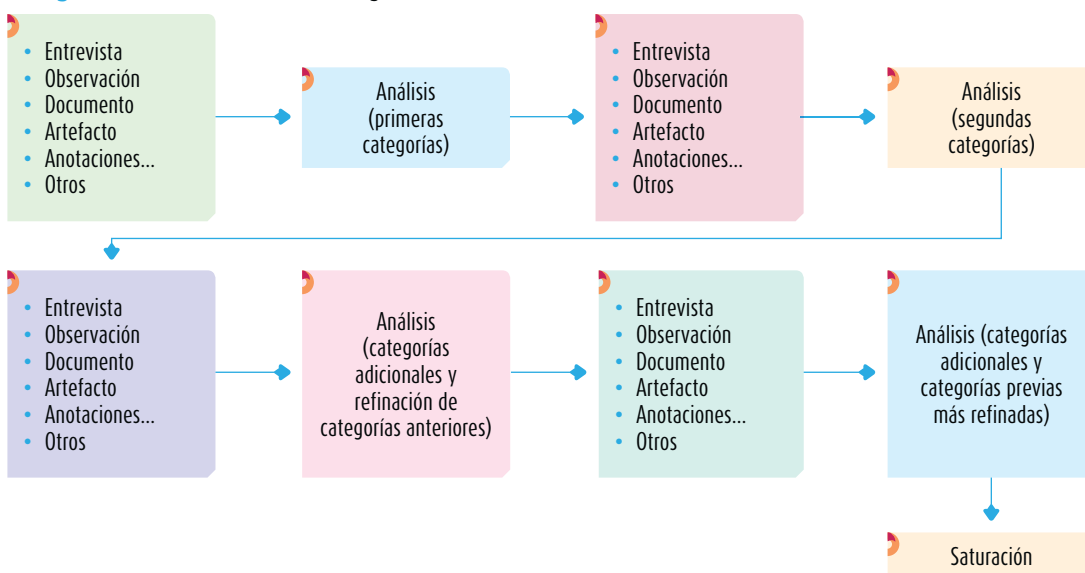 • Entrevista
• Observación
• Documento
• Artefacto
• Anotaciones...
• Otros
Análisis
(primeras
categorías)
• Entrevista
• Observación
• Documento
• Artefacto
• Anotaciones...
• Otros
Análisis
(segundas
categorías)
• Entrevista
• Observación
• Documento
• Artefacto
• Anotaciones...
• Otros
Análisis
(categorías
adicionales y
refinación de
categorías anteriores)
• Entrevista
• Observación
• Documento
• Artefacto
• Anotaciones...
• Otros
Análisis (categorías
adicionales y
categorías previas
más refinadas)
Saturación